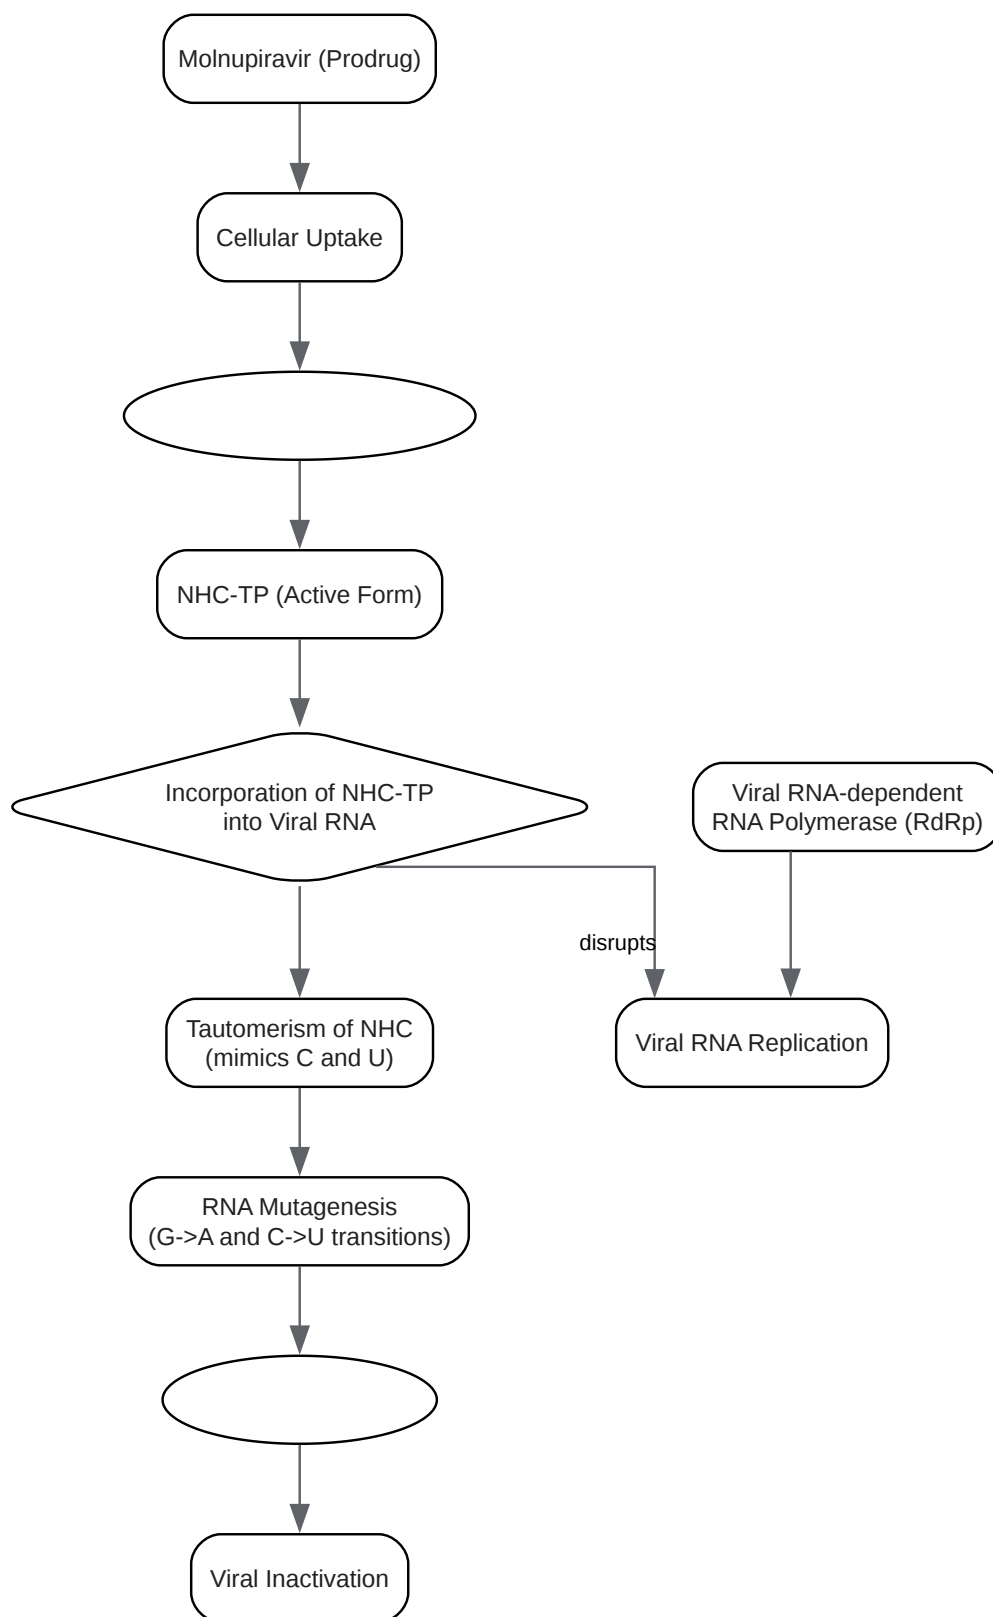 Molnupiravir (Prodrug)
Cellular Uptake
NHC-TP (Active Form)
Incorporation of NHC-TP
into Viral RNA
Viral RNA-dependent
RNA Polymerase (RdRp)
disrupts
Tautomerism of NHC
(mimics C and U)
Viral RNA Replication
RNA Mutagenesis
(G->A and C->U transitions)
Viral Inactivation